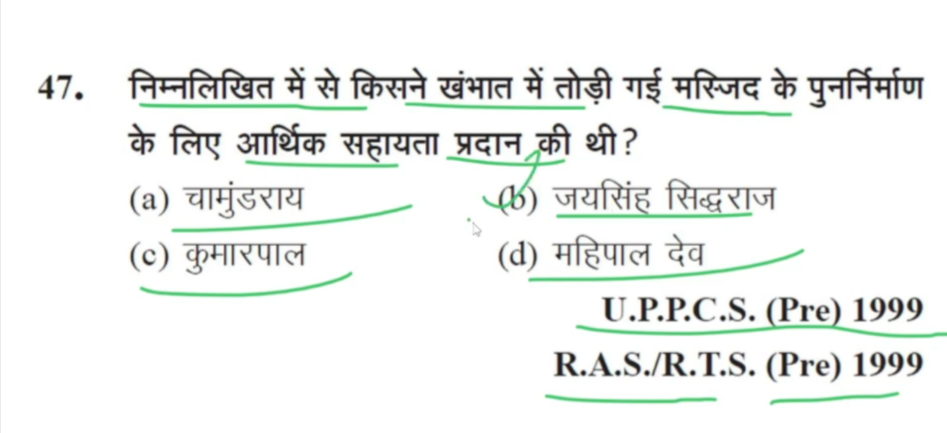 47. निम्नलिखित में से किसने खंभात में तोड़ी गई मस्जिद के पुनर्निर्माण
के लिए आर्थिक सहायता प्रदान की थी?
(a) चामुंडराय (b) जयसिंह सिद्धराज
(c) कुमारपाल (d) महिपाल देव
U.P.P.C.S. (Pre) 1999
R.A.S./R.T.S. (Pre) 1999